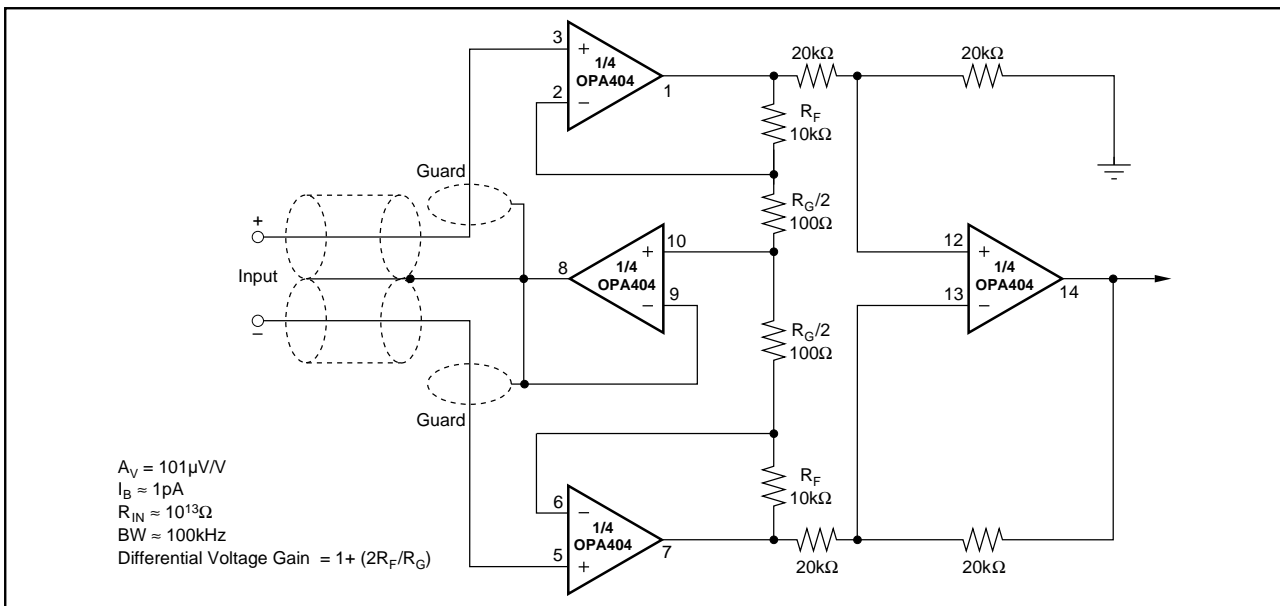 3
+
1/4
OPA404
2
−
1
20kΩ
20kΩ
R_F
10kΩ
Guard
R_G/2
100Ω
+
Input
−
8
1/4
OPA404
+
10
−
9
12
+
1/4
OPA404
13
−
14
R_G/2
100Ω
Guard
R_F
10kΩ
6
−
1/4
OPA404
5
+
7
20kΩ
20kΩ
A_V = 101µV/V
I_B ≈ 1pA
R_IN ≈ 10¹³Ω
BW ≈ 100kHz
Differential Voltage Gain = 1+ (2R_F/R_G)